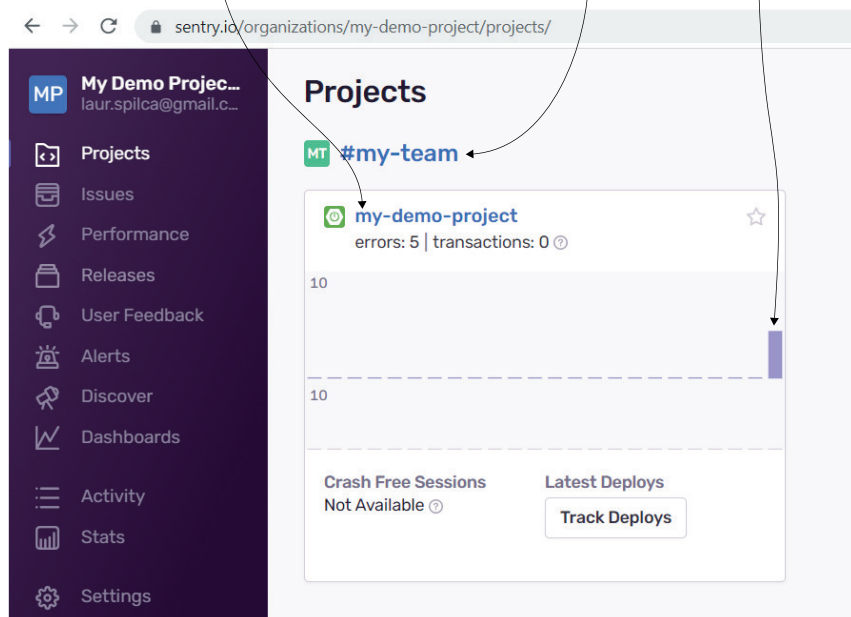 sentry.io/organizations/my-demo-project/projects/
MP
My Demo Projec...
laur.spilca@gmail.c...
Projects
Issues
Performance
Releases
User Feedback
Alerts
Discover
Dashboards
Activity
Stats
Settings
Projects
MT #my-team
my-demo-project
errors: 5 | transactions: 0 ?
10
10
Crash Free Sessions
Not Available ?
Latest Deploys
Track Deploys